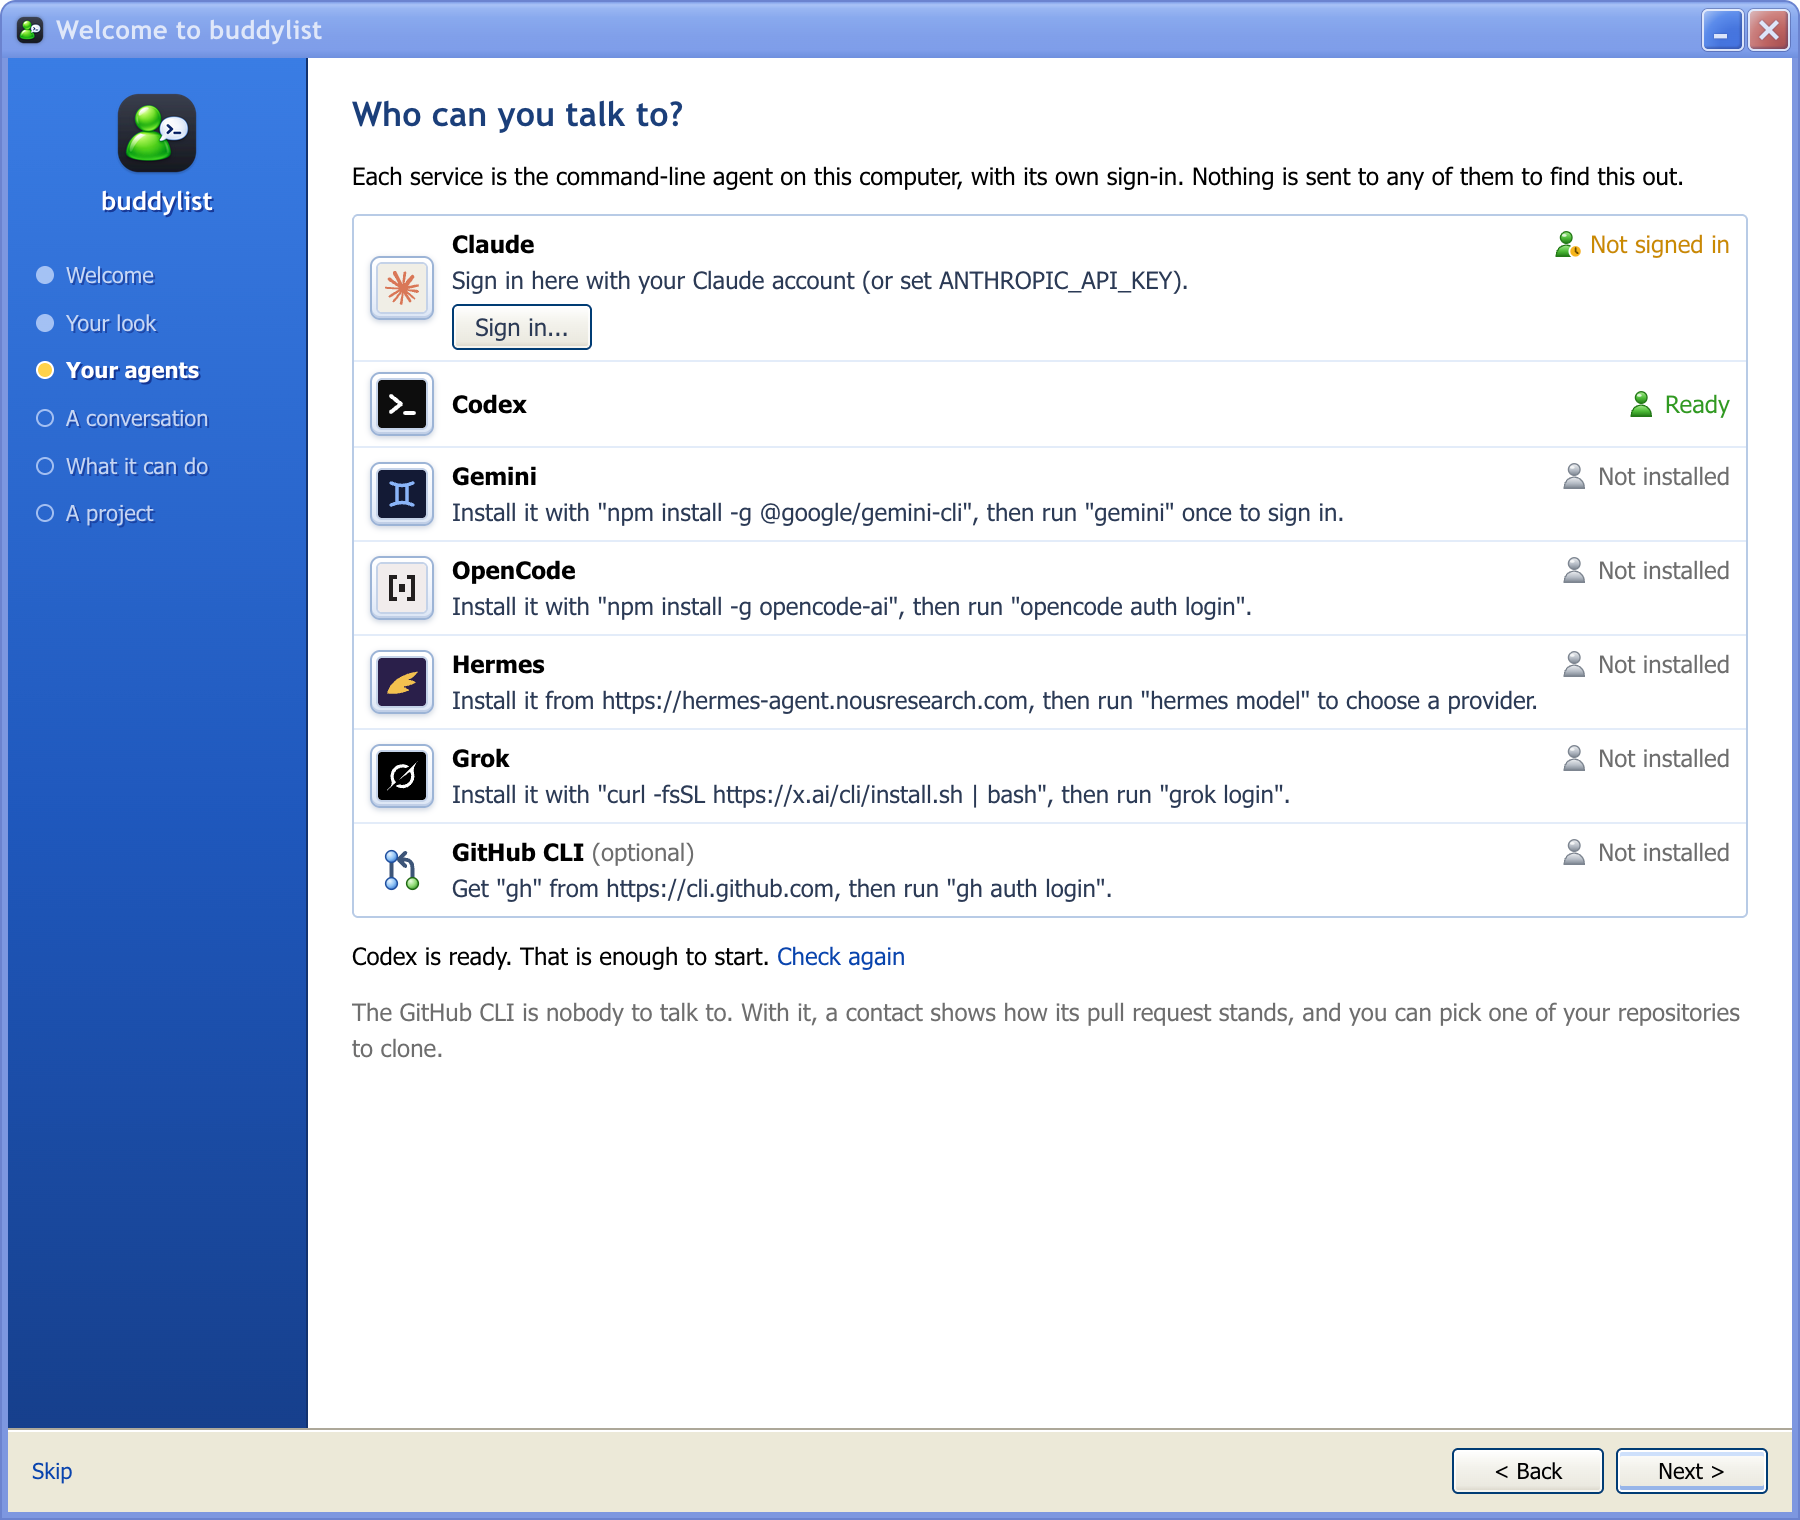 Welcome to buddylist
buddylist
Welcome
Your look
Your agents
A conversation
What it can do
A project
Who can you talk to?
Each service is the command-line agent on this computer, with its own sign-in. Nothing is sent to any of them to find this out.
Claude
Not signed in
Sign in here with your Claude account (or set ANTHROPIC_API_KEY).
Sign in...
Codex
Ready
Gemini
Not installed
Install it with "npm install -g @google/gemini-cli", then run "gemini" once to sign in.
OpenCode
Not installed
Install it with "npm install -g opencode-ai", then run "opencode auth login".
Hermes
Not installed
Install it from https://hermes-agent.nousresearch.com, then run "hermes model" to choose a provider.
Grok
Not installed
Install it with "curl -fsSL https://x.ai/cli/install.sh | bash", then run "grok login".
GitHub CLI (optional)
Not installed
Get "gh" from https://cli.github.com, then run "gh auth login".
Codex is ready. That is enough to start. Check again
The GitHub CLI is nobody to talk to. With it, a contact shows how its pull request stands, and you can pick one of your repositories
to clone.
Skip
< Back
Next >